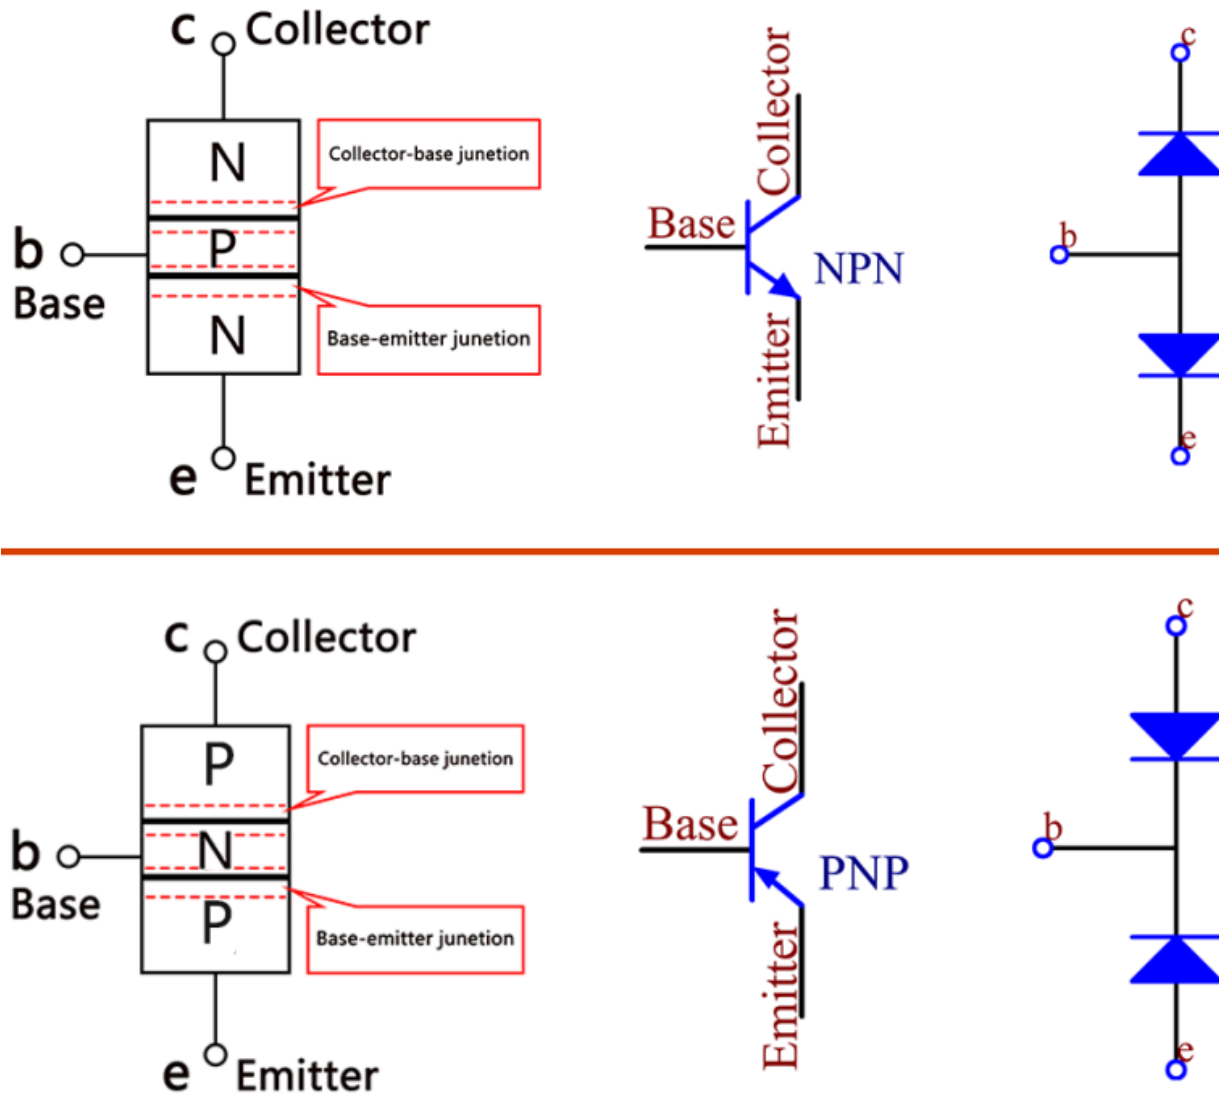 c Collector
N
Collector-base junetion
b
P
Base
N
Base-emitter junetion
e Emitter
Collector
Base
NPN
Emitter
c
b
e
c Collector
P
Collector-base junetion
b
N
Base
P
Base-emitter junetion
e Emitter
Collector
Base
PNP
Emitter
c
b
e